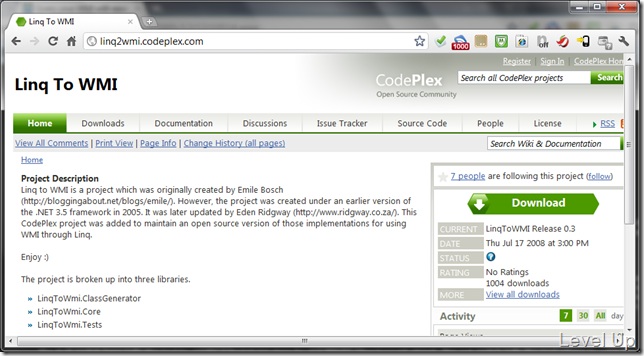 Linq To WMI
linq2wmi.codeplex.com
1000
off
Register | Sign In | CodePlex Hom
Linq To WMI
CodePlex
Open Source Community
Search all CodePlex projects
Search
Home
Downloads
Documentation
Discussions
Issue Tracker
Source Code
People
License
RSS
View All Comments | Print View | Page Info | Change History (all pages)
Search Wiki & Documentation
Home
Project Description
Linq to WMI is a project which was originally created by Emile Bosch
(http://bloggingabout.net/blogs/emile/). However, the project was created under an earlier version of
the .NET 3.5 framework in 2005. It was later updated by Eden Ridgway (http://www.ridgway.co.za/). This
CodePlex project was added to maintain an open source version of those implementations for using
WMI through Linq.
Enjoy :)
The project is broken up into three libraries.
LinqToWmi.ClassGenerator
LinqToWmi.Core
LinqToWmi.Tests
7 people are following this project (follow)
Download
CURRENT LinqToWMI Release 0.3
DATE Thu Jul 17 2008 at 3:00 PM
STATUS
RATING No Ratings
1004 downloads
MORE View all downloads
Activity
7 30 All day
Level Up